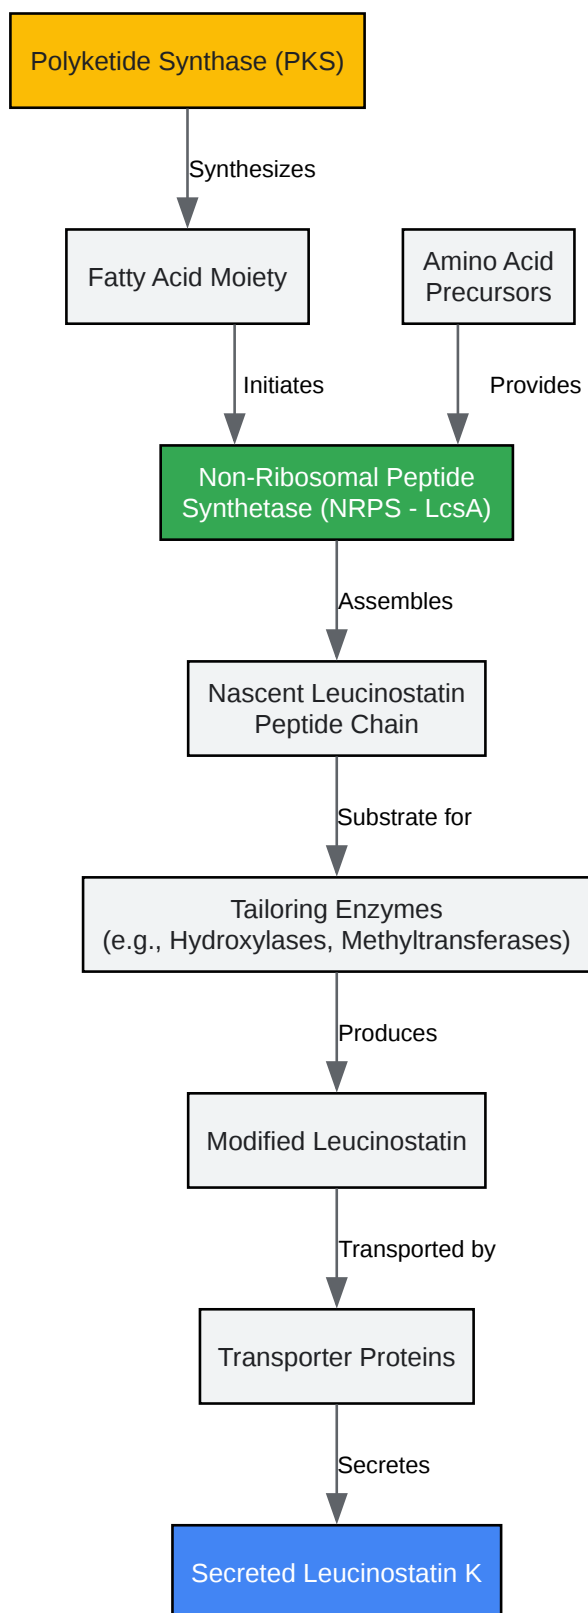 Polyketide Synthase (PKS)
Synthesizes
Fatty Acid Moiety
Amino Acid
Precursors
Initiates
Provides
Non-Ribosomal Peptide
Synthetase (NRPS - LcsA)
Assembles
Nascent Leucinostatin
Peptide Chain
Substrate for
Tailoring Enzymes
(e.g., Hydroxylases, Methyltransferases)
Produces
Modified Leucinostatin
Transported by
Transporter Proteins
Secretes
Secreted Leucinostatin K